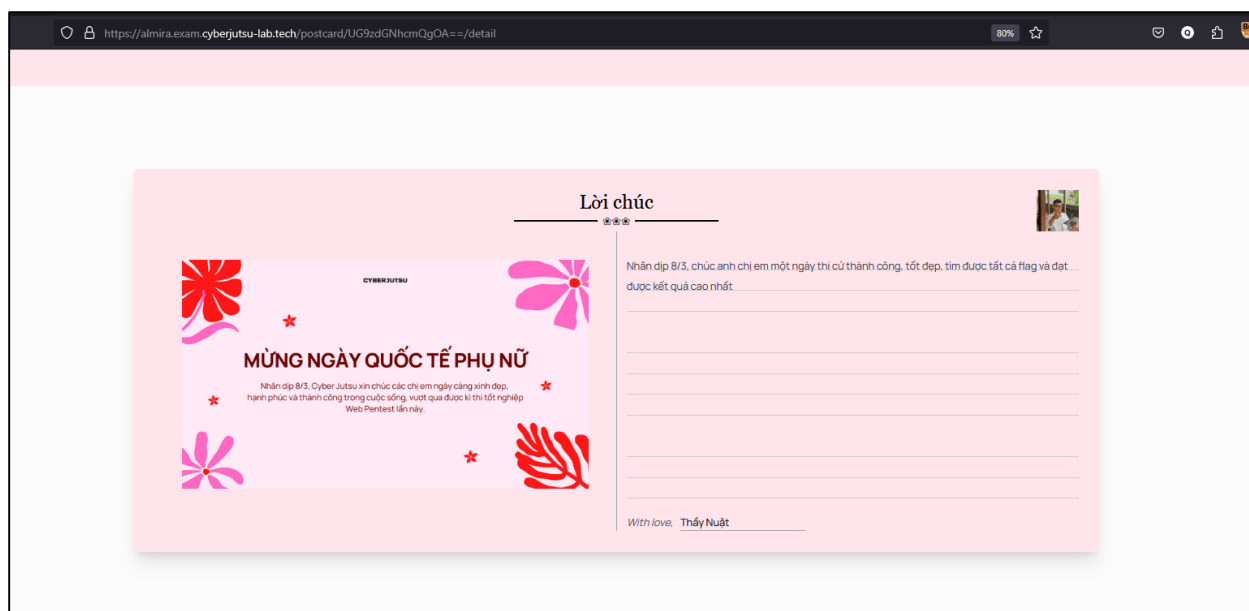 https://almira.exam.cyberjutsu-lab.tech/postcard/UG9zdGNhcmQgOA==/detail
80%
Lời chúc
CYBERJUTSU
MỪNG NGÀY QUỐC TẾ PHỤ NỮ
Nhân dịp 8/3, Cyber Jutsu xin chúc các chị em ngày càng xinh đẹp,
hạnh phúc và thành công trong cuộc sống, vượt qua được kì thi tốt nghiệp
Web Pentest lần này.
Nhân dịp 8/3, chúc anh chị em một ngày thi cử thành công, tốt đẹp, tìm được tất cả flag và đạt
được kết quả cao nhất
With love, Thầy Nuật